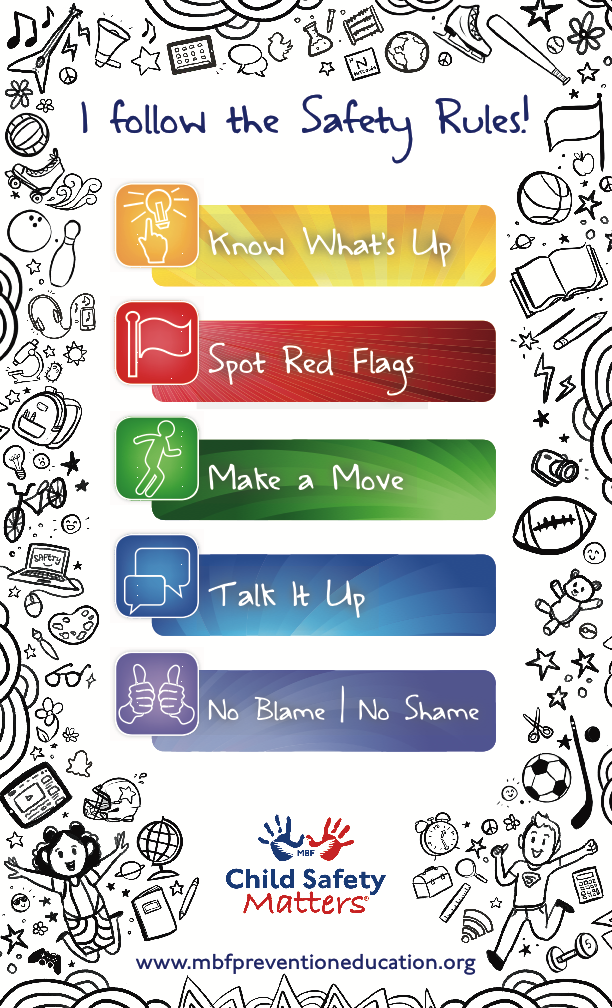 I follow the Safety Rules!
Know What's Up
Spot Red Flags
Make a Move
Talk It Up
No Blame | No Shame
SAFETY
MBF
Child Safety
Matters®
www.mbfpreventioneducation.org